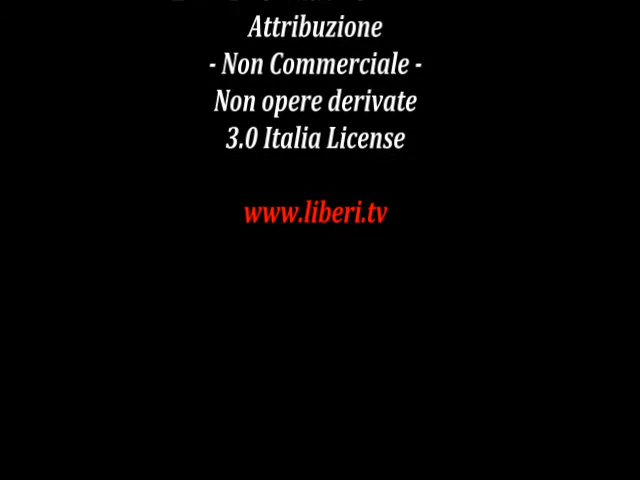 Attribuzione
- Non Commerciale -
Non opere derivate
3.0 Italia License
www.liberi.tv